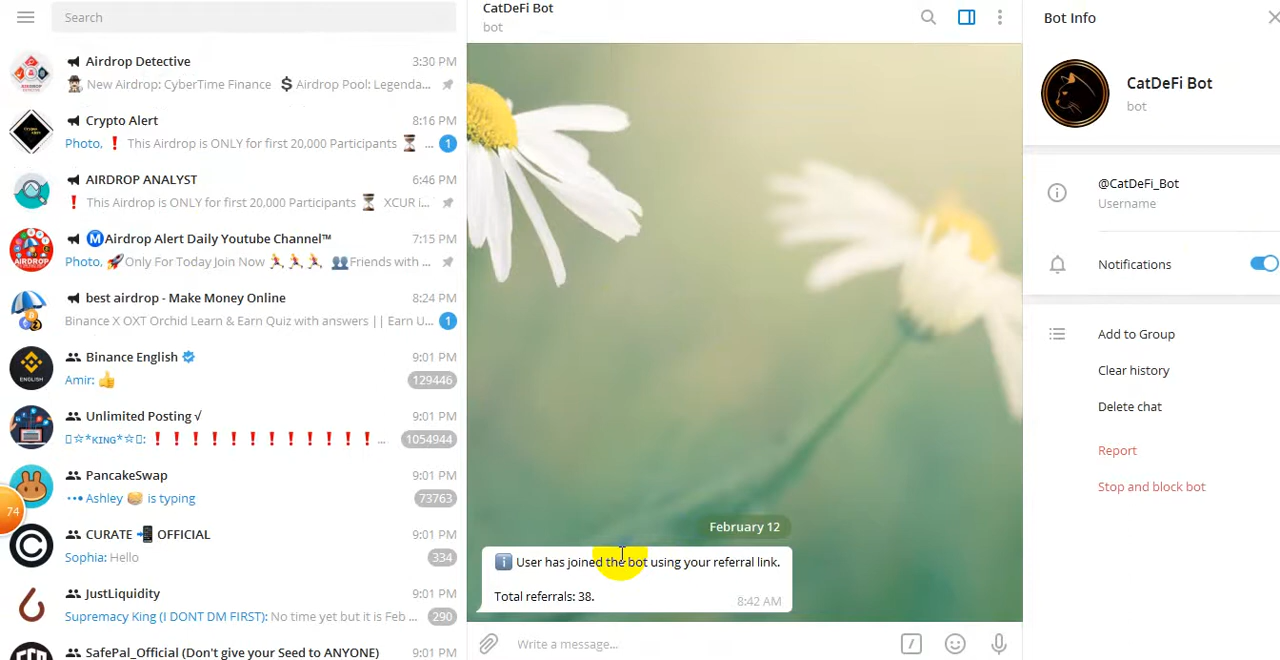 Search
Airdrop Detective 3:30 PM
New Airdrop: CyberTime Finance 💲 Airdrop Pool: Legenda...
Crypto Alert 8:16 PM
Photo, ❗ This Airdrop is ONLY for first 20,000 Participants ⏳ ... 1
AIRDROP ANALYST 6:46 PM
❗ This Airdrop is ONLY for first 20,000 Participants ⏳ XCUR i...
ⓂAirdrop Alert Daily Youtube Channel™ 7:15 PM
Photo, 🚀Only For Today Join Now 🏃🏃🏃 👥Friends with ...
best airdrop - Make Money Online 8:24 PM
Binance X OXT Orchid Learn & Earn Quiz with answers || Earn U... 1
ENGLISH
Binance English 9:01 PM
Amir: 👍 129446
Unlimited Posting √ 9:01 PM
☆*KING*☆: ❗❗❗❗❗❗❗❗❗❗❗❗ ... 1054944
PancakeSwap 9:01 PM
Ashley is typing 73763
74
CURATE 📲 OFFICIAL 9:01 PM
Sophia: Hello 334
JustLiquidity 9:01 PM
Supremacy King (I DONT DM FIRST): No time yet but it is Feb ... 290
SafePal_Official (Don't give your Seed to ANYONE) 9:01 PM
CatDeFi Bot
bot
February 12
ℹ️ User has joined the bot using your referral link.
Total referrals: 38.
8:42 AM
Write a message...
Bot Info
CatDeFi Bot
bot
@CatDeFi_Bot
Username
Notifications
Add to Group
Clear history
Delete chat
Report
Stop and block bot